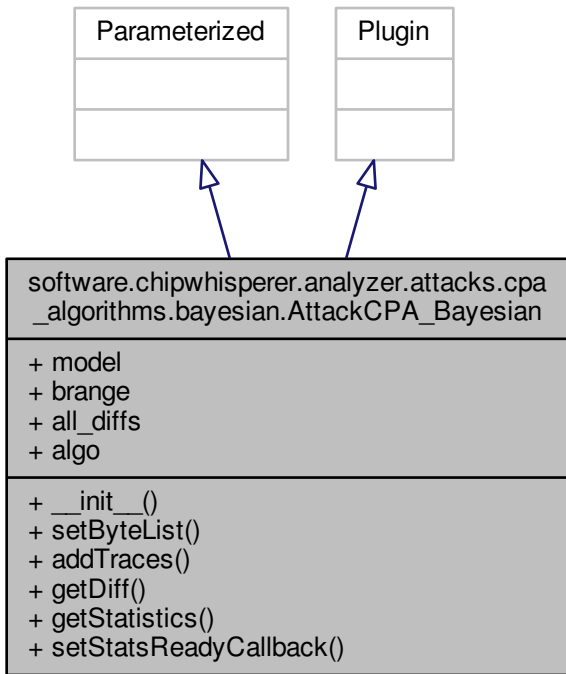 Parameterized
Plugin
software.chipwhisperer.analyzer.attacks.cpa
_algorithms.bayesian.AttackCPA_Bayesian
+ model
+ brange
+ all_diffs
+ algo
+ __init__()
+ setByteList()
+ addTraces()
+ getDiff()
+ getStatistics()
+ setStatsReadyCallback()